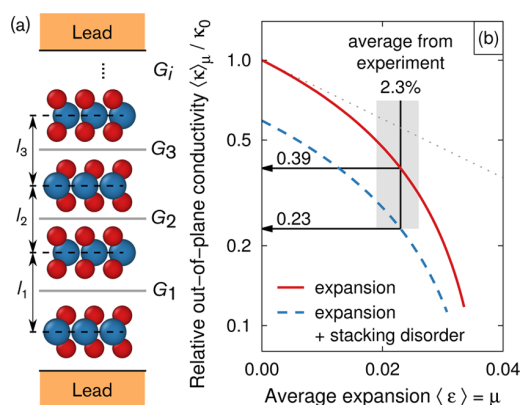 (a)
Lead
G_i
l_3
G_3
l_2
G_2
l_1
G_1
Lead
Relative out-of-plane conductivity ⟨κ⟩_μ / κ_0
(b)
average from
experiment
2.3%
1.0
0.5
0.2
0.1
0.39
0.23
expansion
expansion
+ stacking disorder
0.00
0.02
0.04
Average expansion ⟨ ε ⟩ = μ